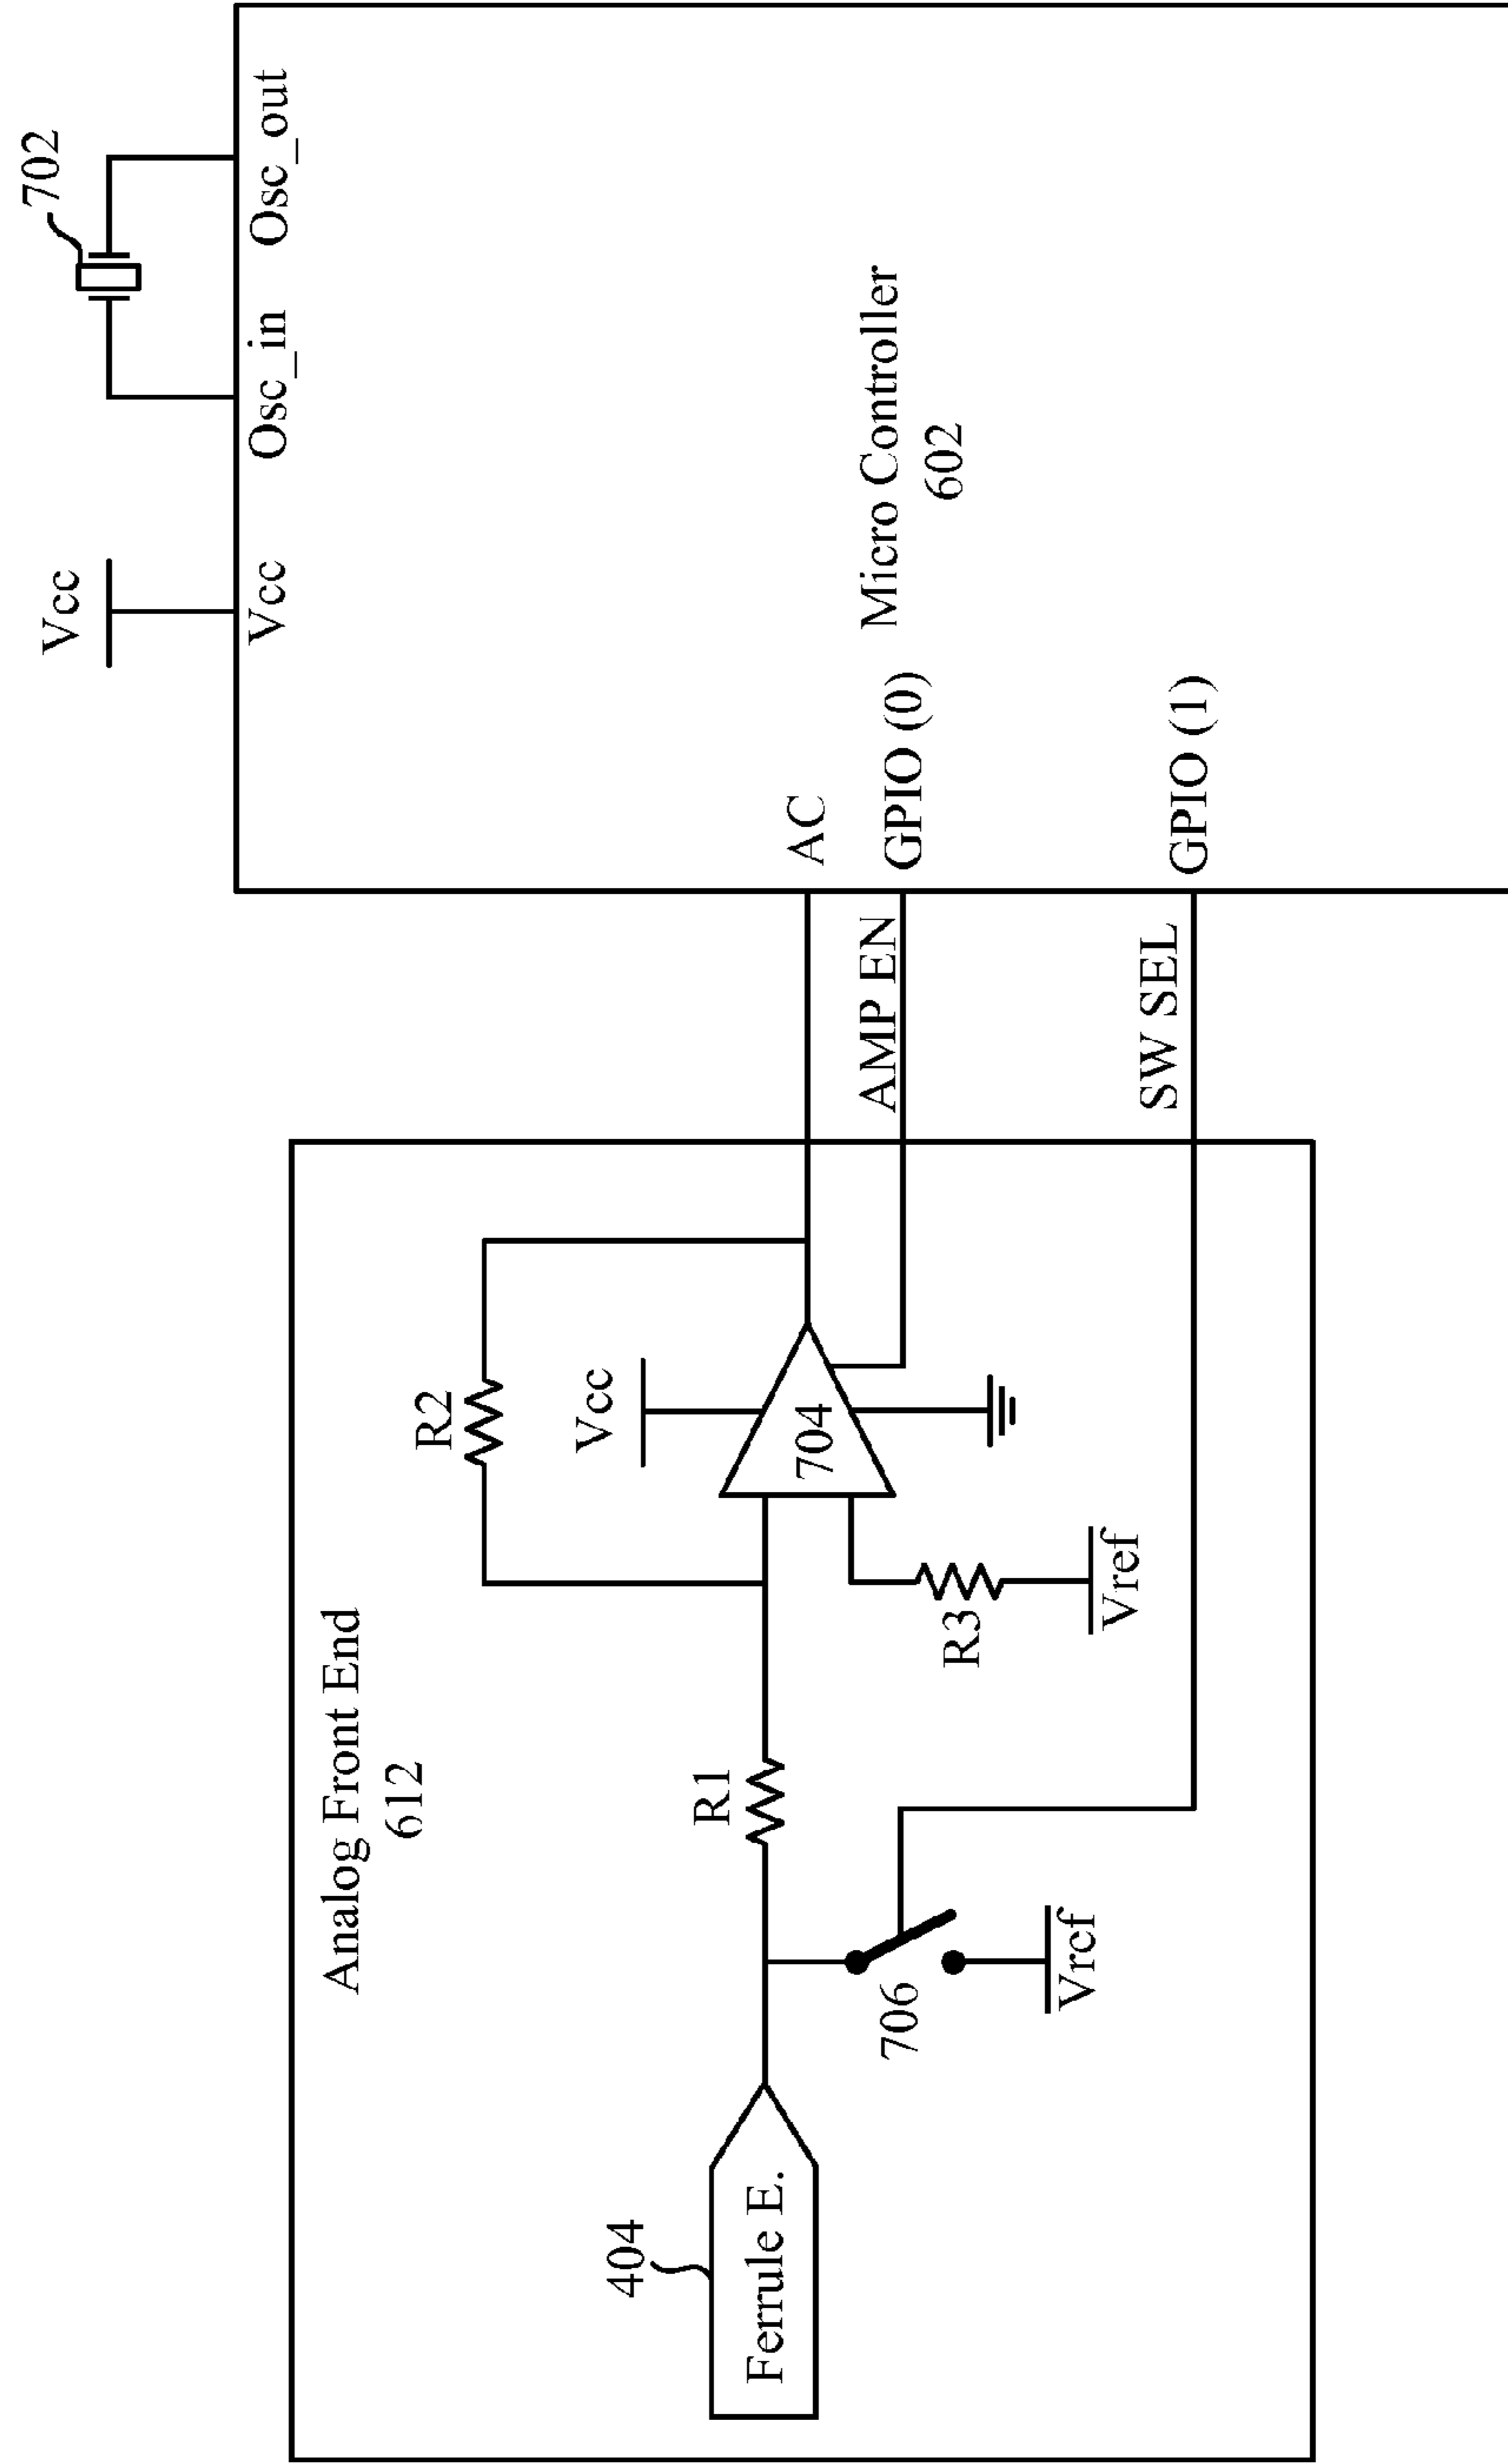 702
Vcc
Vcc
Osc_in
Osc_out
Micro Controller
602
AC
GPIO (0)
GPIO (1)
AMP EN
SW SEL
Analog Front End
612
R2
Vcc
704
R1
R3
Vref
706
Vref
404
Ferrule E.